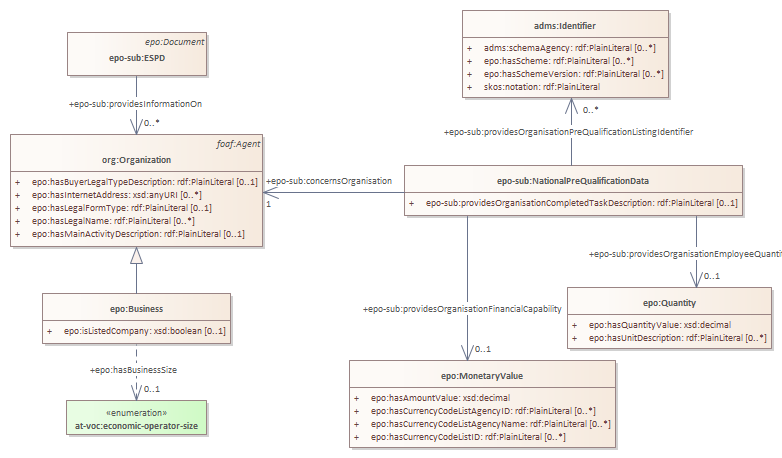 epo:Document
epo-sub:ESPD
+epo-sub:providesInformationOn
0..*
foaf:Agent
org:Organization
+ epo:hasBuyerLegalTypeDescription: rdf:PlainLiteral [0..1]
+ epo:hasInternetAddress: xsd:anyURI [0..*]
+ epo:hasLegalFormType: rdf:PlainLiteral [0..1]
+ epo:hasLegalName: rdf:PlainLiteral [0..*]
+ epo:hasMainActivityDescription: rdf:PlainLiteral [0..1]
epo:Business
+ epo:isListedCompany: xsd:boolean [0..1]
+epo:hasBusinessSize
0..1
«enumeration»
at-voc:economic-operator-size
adms:Identifier
+ adms:schemaAgency: rdf:PlainLiteral [0..*]
+ epo:hasScheme: rdf:PlainLiteral [0..*]
+ epo:hasSchemeVersion: rdf:PlainLiteral [0..*]
+ skos:notation: rdf:PlainLiteral
0..*
+epo-sub:providesOrganisationPreQualificationListingIdentifier
+epo-sub:concernsOrganisation
1
epo-sub:NationalPreQualificationData
+ epo-sub:providesOrganisationCompletedTaskDescription: rdf:PlainLiteral [0..1]
+epo-sub:providesOrganisationEmployeeQuanti
0..1
epo:Quantity
+ epo:hasQuantityValue: xsd:decimal
+ epo:hasUnitDescription: rdf:PlainLiteral [0..*]
+epo-sub:providesOrganisationFinancialCapability
0..1
epo:MonetaryValue
+ epo:hasAmountValue: xsd:decimal
+ epo:hasCurrencyCodeListAgencyID: rdf:PlainLiteral [0..*]
+ epo:hasCurrencyCodeListAgencyName: rdf:PlainLiteral [0..*]
+ epo:hasCurrencyCodeListID: rdf:PlainLiteral [0..*]